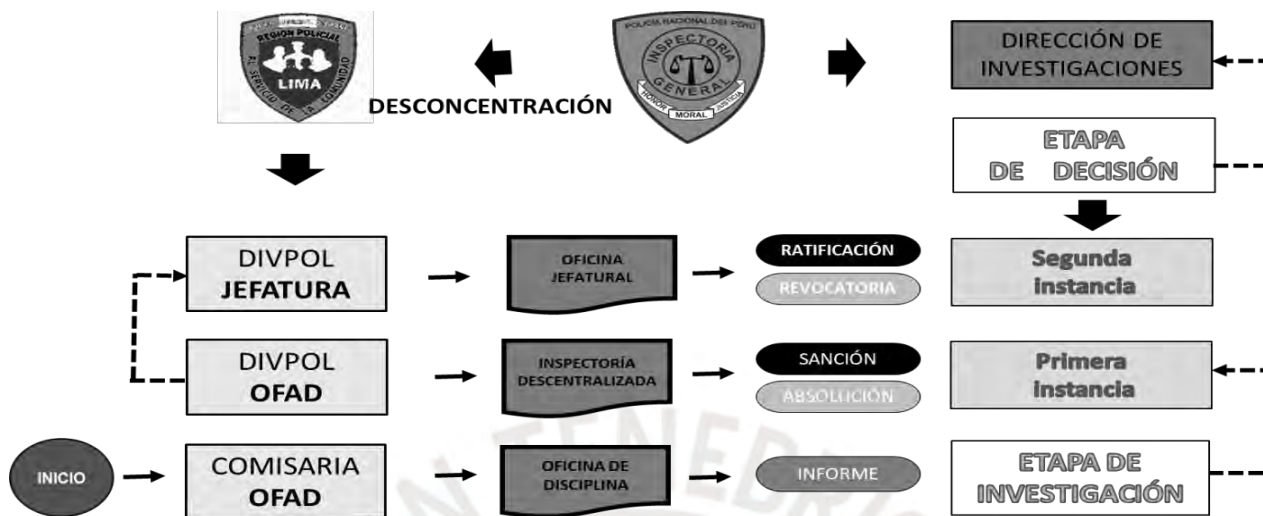 REGIÓN POLICIAL
LIMA
AL SERVICIO DE LA COMUNIDAD
DESCONCENTRACIÓN
POLICIA NACIONAL DEL PERÚ
INSPECTORIA
GENERAL
HONOR
MORAL
JUSTICIA
DIRECCIÓN DE
INVESTIGACIONES
ETAPA
DE DECISIÓN
DIVPOL
JEFATURA
OFICINA
JEFATURAL
RATIFICACIÓN
REVOCATORIA
Segunda
instancia
DIVPOL
OFAD
INSPECTORÍA
DESCENTRALIZADA
SANCIÓN
ABSOLUCIÓN
Primera
instancia
INICIO
COMISARIA
OFAD
OFICINA DE
DISCIPLINA
INFORME
ETAPA DE
INVESTIGACIÓN